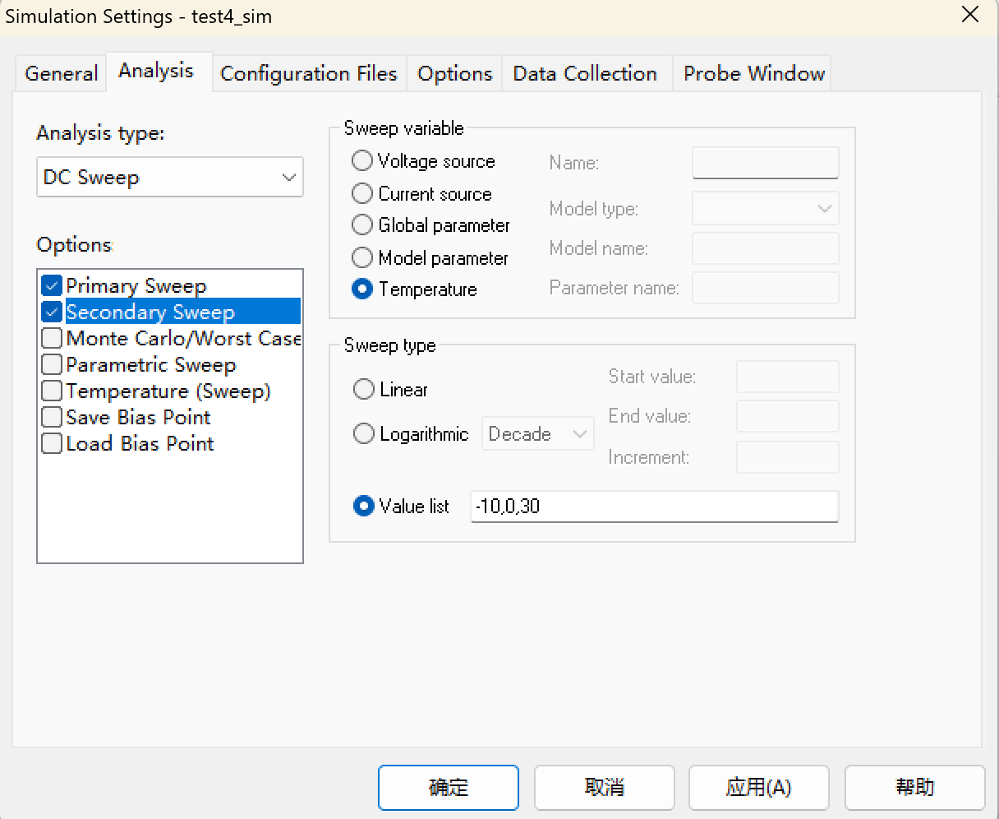 Simulation Settings - test4_sim
General
Analysis
Configuration Files
Options
Data Collection
Probe Window
Analysis type:
DC Sweep
Options
Primary Sweep
Secondary Sweep
Monte Carlo/Worst Case
Parametric Sweep
Temperature (Sweep)
Save Bias Point
Load Bias Point
Sweep variable
Voltage source
Current source
Global parameter
Model parameter
Temperature
Name:
Model type:
Model name:
Parameter name:
Sweep type
Linear
Logarithmic
Decade
Start value:
End value:
Increment:
Value list
-10,0,30
确定
取消
应用(A)
帮助